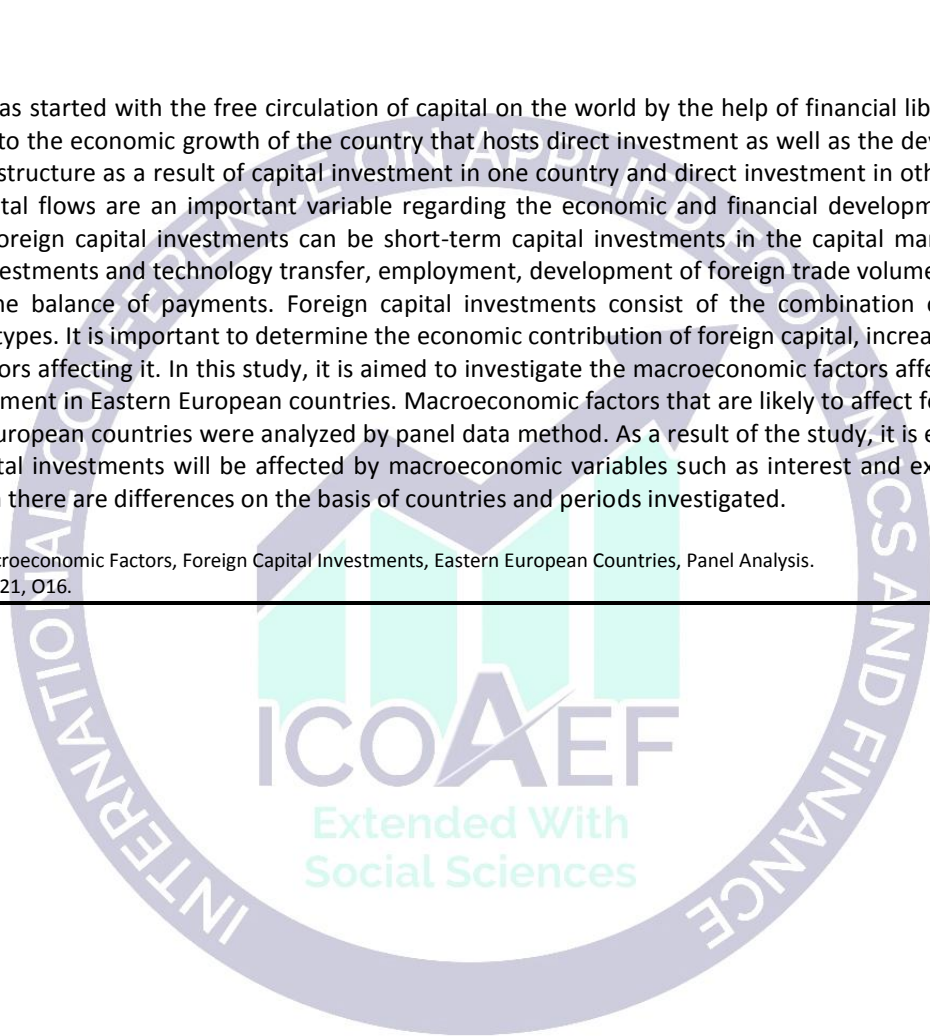 as started with the free circulation of capital on the world by the help of financial lib
to the economic growth of the country that hosts direct investment as well as the dev
structure as a result of capital investment in one country and direct investment in oth
tal flows are an important variable regarding the economic and financial developm
oreign capital investments can be short-term capital investments in the capital mar
estments and technology transfer, employment, development of foreign trade volume
ne balance of payments. Foreign capital investments consist of the combination
types. It is important to determine the economic contribution of foreign capital, increa
ors affecting it. In this study, it is aimed to investigate the macroeconomic factors affe
ment in Eastern European countries. Macroeconomic factors that are likely to affect f
uropean countries were analyzed by panel data method. As a result of the study, it is e
tal investments will be affected by macroeconomic variables such as interest and ex
there are differences on the basis of countries and periods investigated.
croeconomic Factors, Foreign Capital Investments, Eastern European Countries, Panel Analysis.
21, O16.
INTERNATIONAL CONFERENCE ON APPLIED ECONOMICS AND FINANCE
ICOAEF
Extended With
Social Sciences